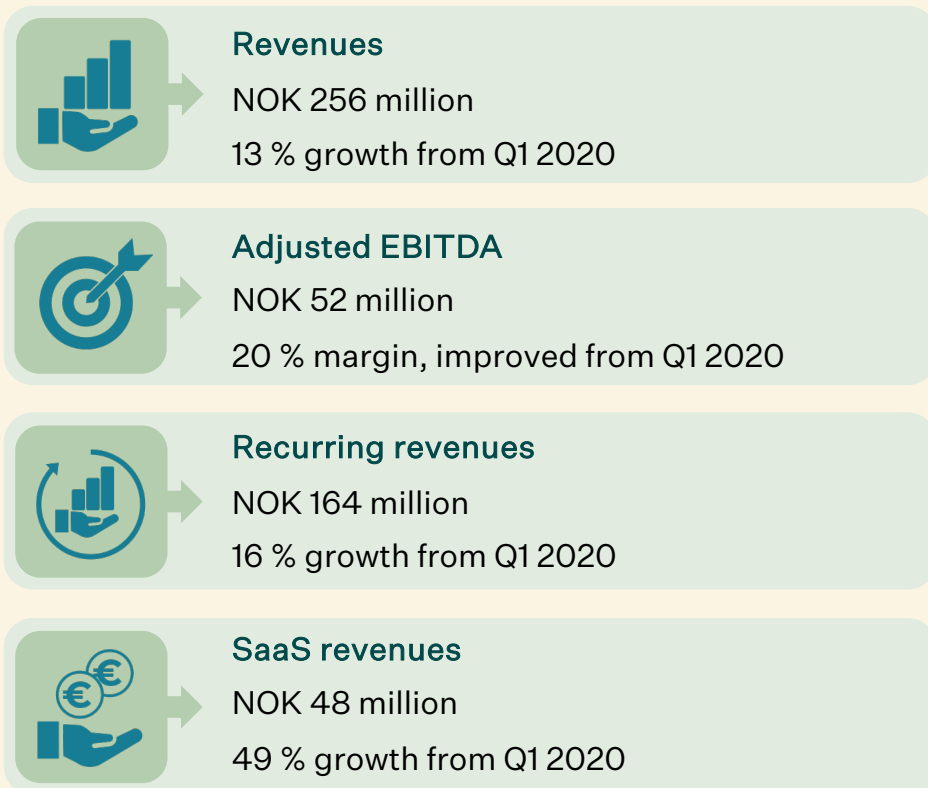 Revenues
NOK 256 million
13 % growth from Q1 2020
Adjusted EBITDA
NOK 52 million
20 % margin, improved from Q1 2020
Recurring revenues
NOK 164 million
16 % growth from Q1 2020
€ €
SaaS revenues
NOK 48 million
49 % growth from Q1 2020